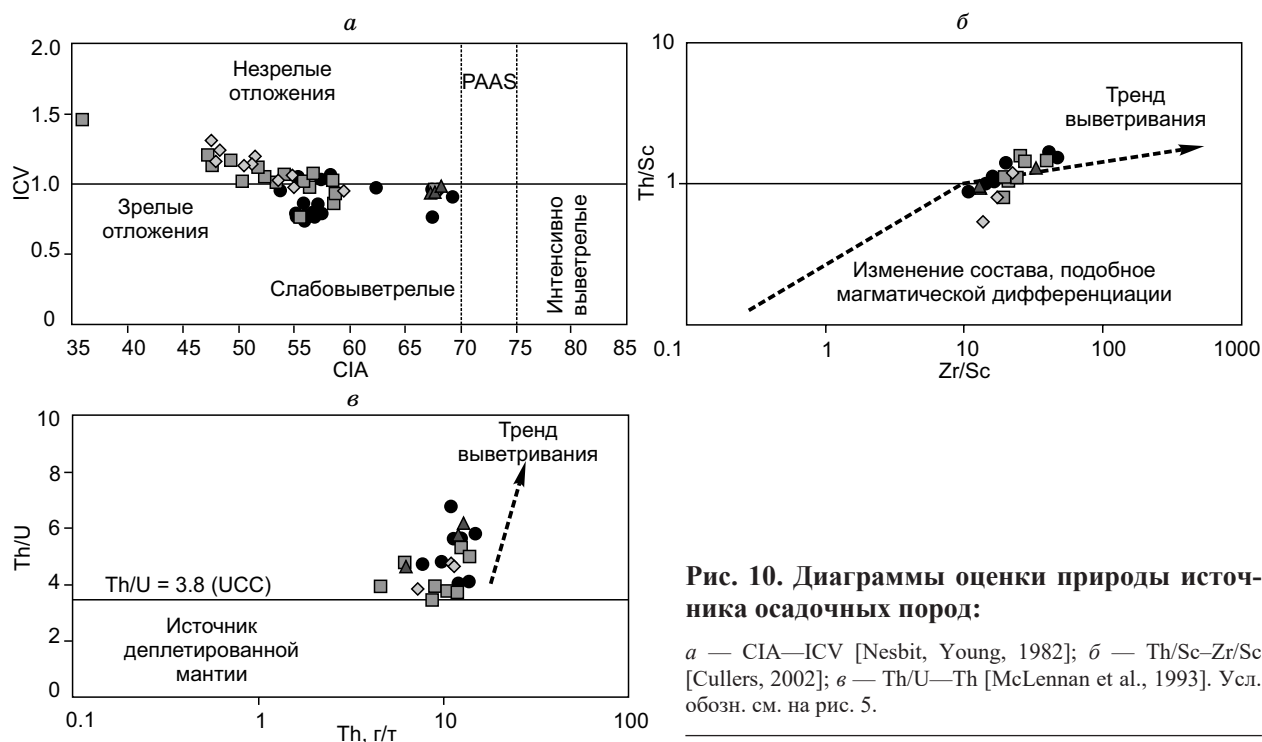 а
2.0
1.5
1.0
0.5
0
ICV
Незрелые
отложения
PAAS
Зрелые
отложения
Слабовыветрелые
Интенсивно
выветрелые
35 40 45 50 55 60 65 70 75 80 85
CIA
б
10
1
Th/Sc
Тренд
выветривания
Изменение состава, подобное
магматической дифференциации
0.1 1 10 100 1000
Zr/Sc
в
10
8
6
4
2
0
Th/U
Тренд
выветривания
Th/U = 3.8 (UCC)
Источник
деплетированной
мантии
0.1 1 10 100
Th, г/т
Рис. 10. Диаграммы оценки природы источ-
ника осадочных пород:
а — CIA—ICV [Nesbit, Young, 1982]; б — Th/Sc–Zr/Sc
[Cullers, 2002]; в — Th/U—Th [McLennan et al., 1993]. Усл.
обозн. см. на рис. 5.